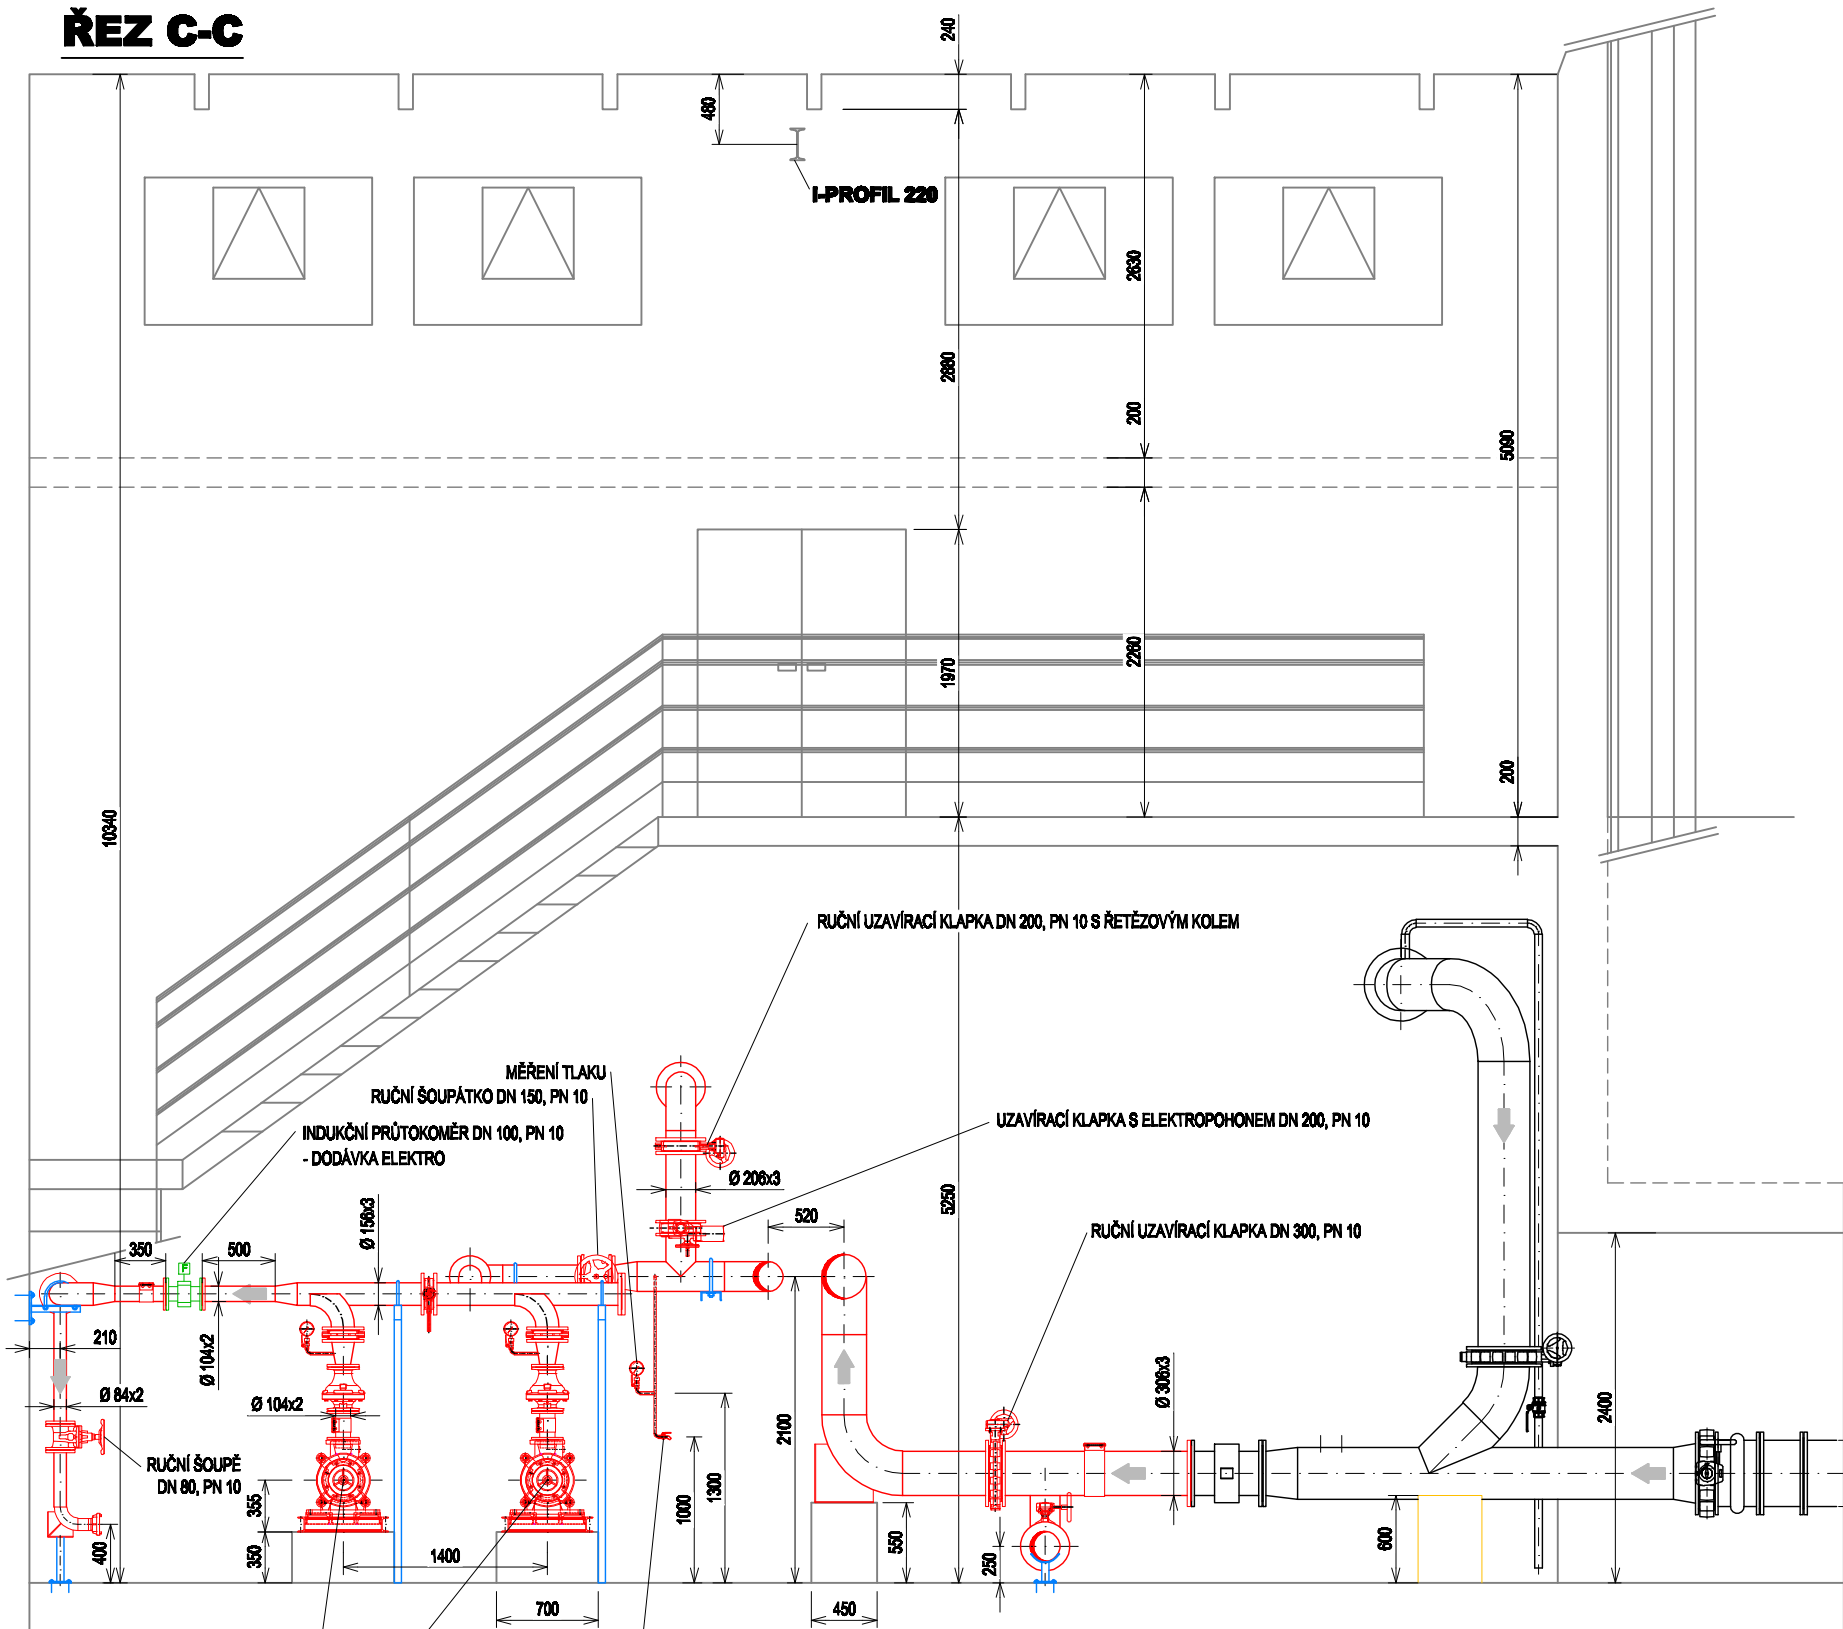 ŘEZ C-C
240
480
I-PROFIL 220
2630
2880
200
5090
1970
2260
200
10340
RUČNÍ UZAVÍRACÍ KLAPKA DN 200, PN 10 S ŘETĚZOVÝM KOLEM
MĚŘENÍ TLAKU
RUČNÍ ŠOUPÁTKO DN 150, PN 10
UZAVÍRACÍ KLAPKA S ELEKTROPOHONEM DN 200, PN 10
INDUKČNÍ PRŮTOKOMĚR DN 100, PN 10
- DODÁVKA ELEKTRO
Ø 206x3
5250
520
RUČNÍ UZAVÍRACÍ KLAPKA DN 300, PN 10
Ø 156x3
350
500
F
210
Ø 104x2
Ø 84x2
Ø 104x2
Ø 306x3
2400
2100
1300
1000
RUČNÍ ŠOUPĚ
DN 80, PN 10
355
400
350
1400
550
250
600
700
450